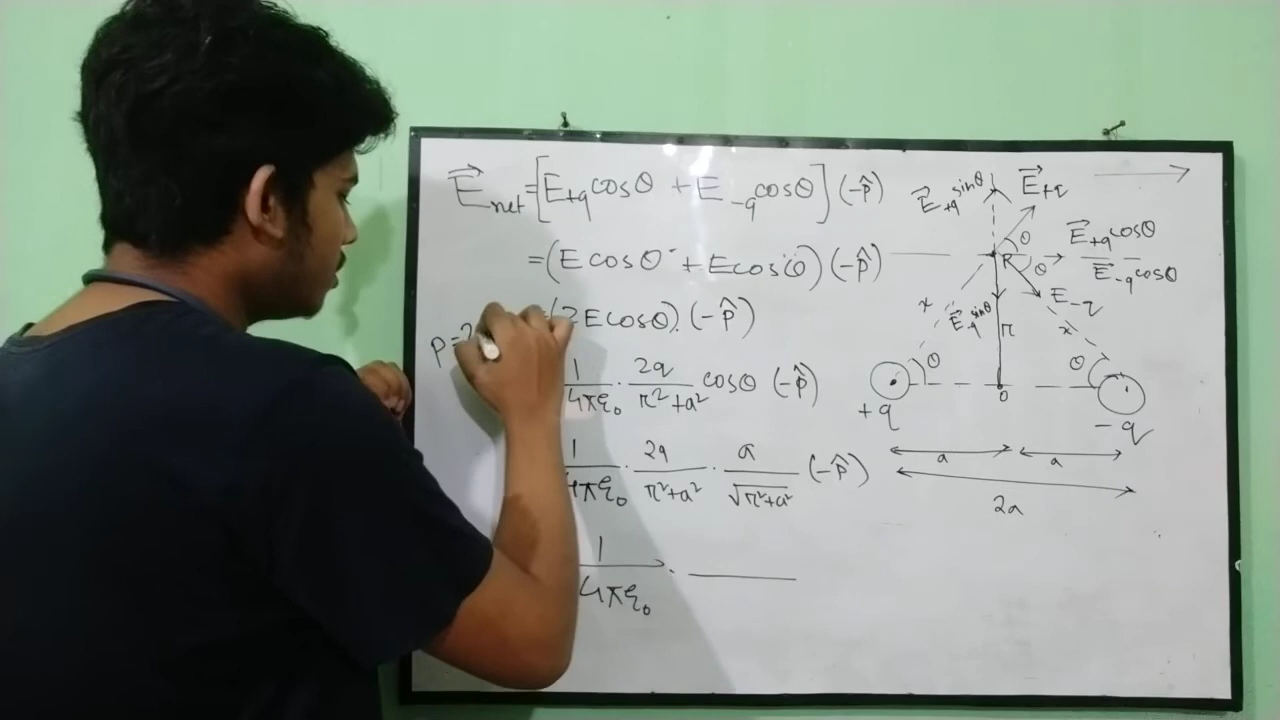 E⃗net = [E+q cosθ + E-q cosθ] (-p̂)
= (E cosθ + E cosθ) (-p̂)
= (2E cosθ). (-p̂)
p=2
1/4πε₀ · 2q/r²+a² cosθ (-p̂)
1/4πε₀ · 2q/r²+a² · a/√r²+a² (-p̂)
1/4πε₀ ·
E⃗+q sinθ
E⃗+q
θ
E⃗+q cosθ
R
θ
E⃗-q cosθ
E-q
x
E⃗-q sinθ
r
x
θ
θ
+q
O
-q
a
a
2a